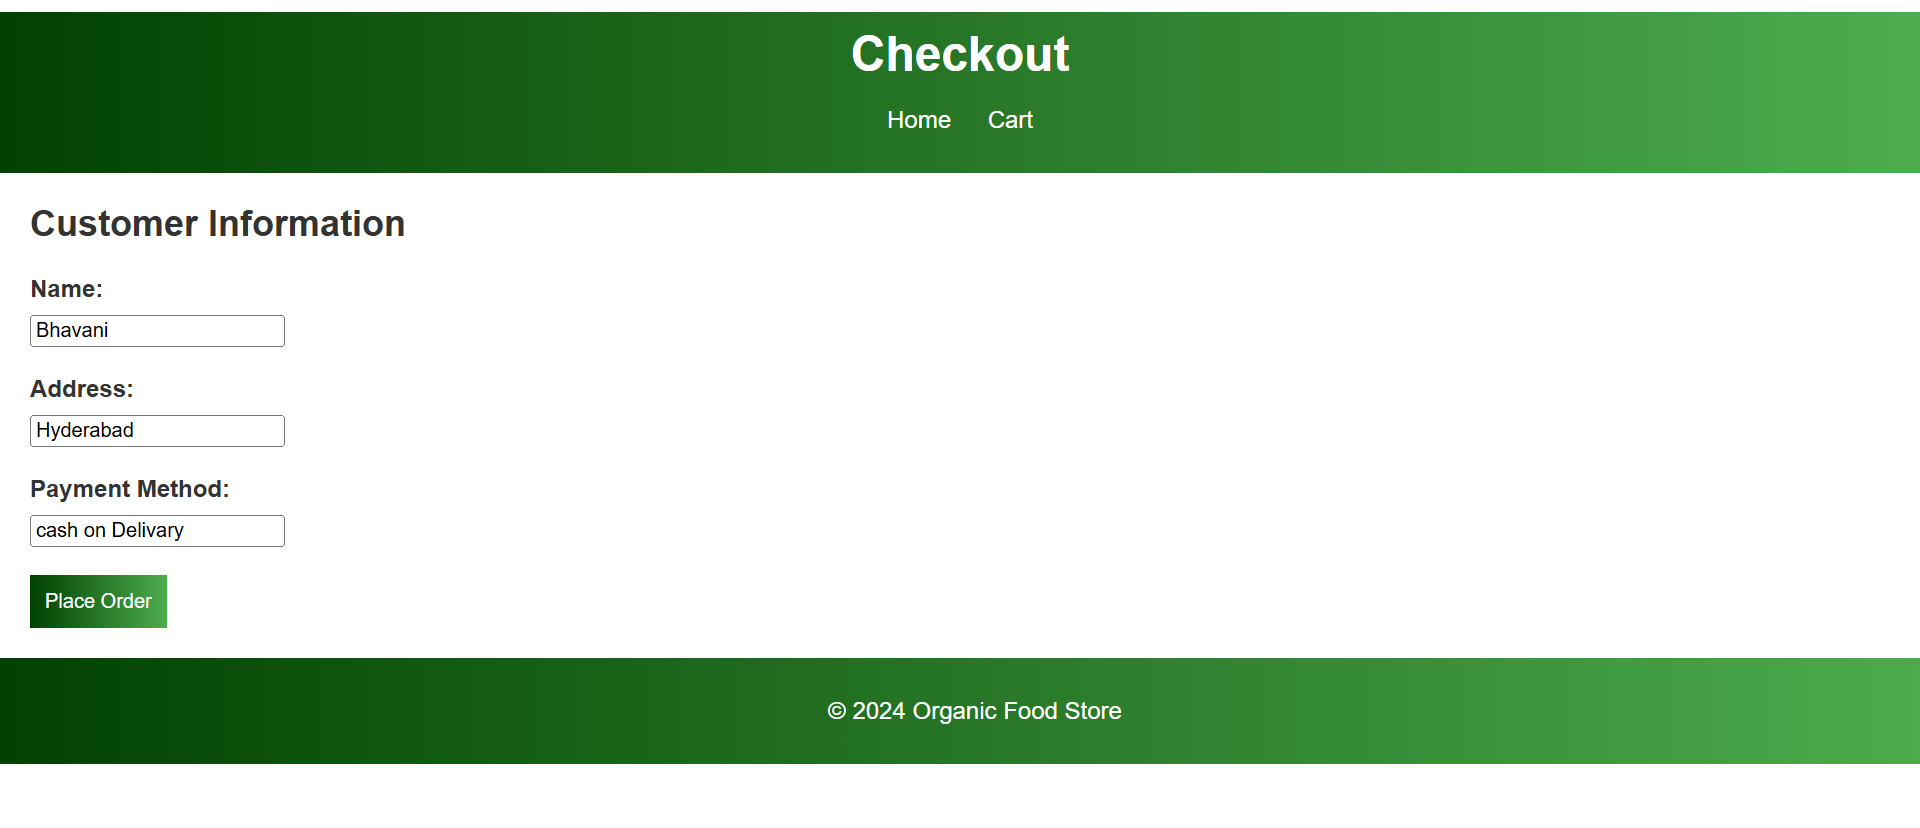 Checkout
Home Cart
Customer Information
Name:
Bhavani
Address:
Hyderabad
Payment Method:
cash on Delivary
Place Order
© 2024 Organic Food Store